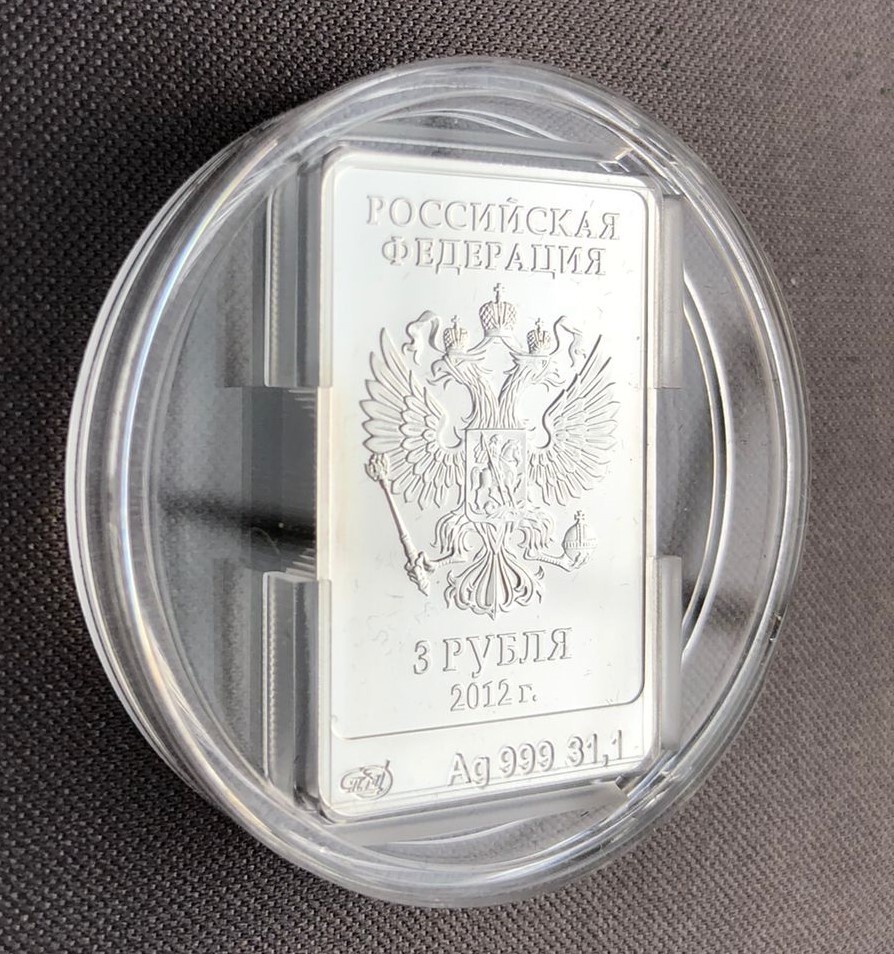 РОССИЙСКАЯ
ФЕДЕРАЦИЯ
3 РУБЛЯ
2012 г.
Ag 999 31,1